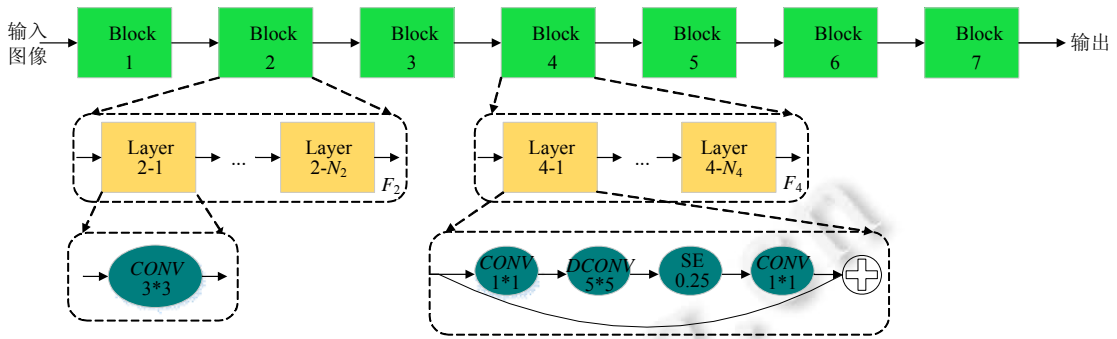 输入
图像
Block
1
Block
2
Block
3
Block
4
Block
5
Block
6
Block
7
输出
Layer
2-1
...
Layer
2-N₂
F₂
Layer
4-1
...
Layer
4-N₄
F₄
CONV
3*3
CONV
1*1
DCONV
5*5
SE
0.25
CONV
1*1